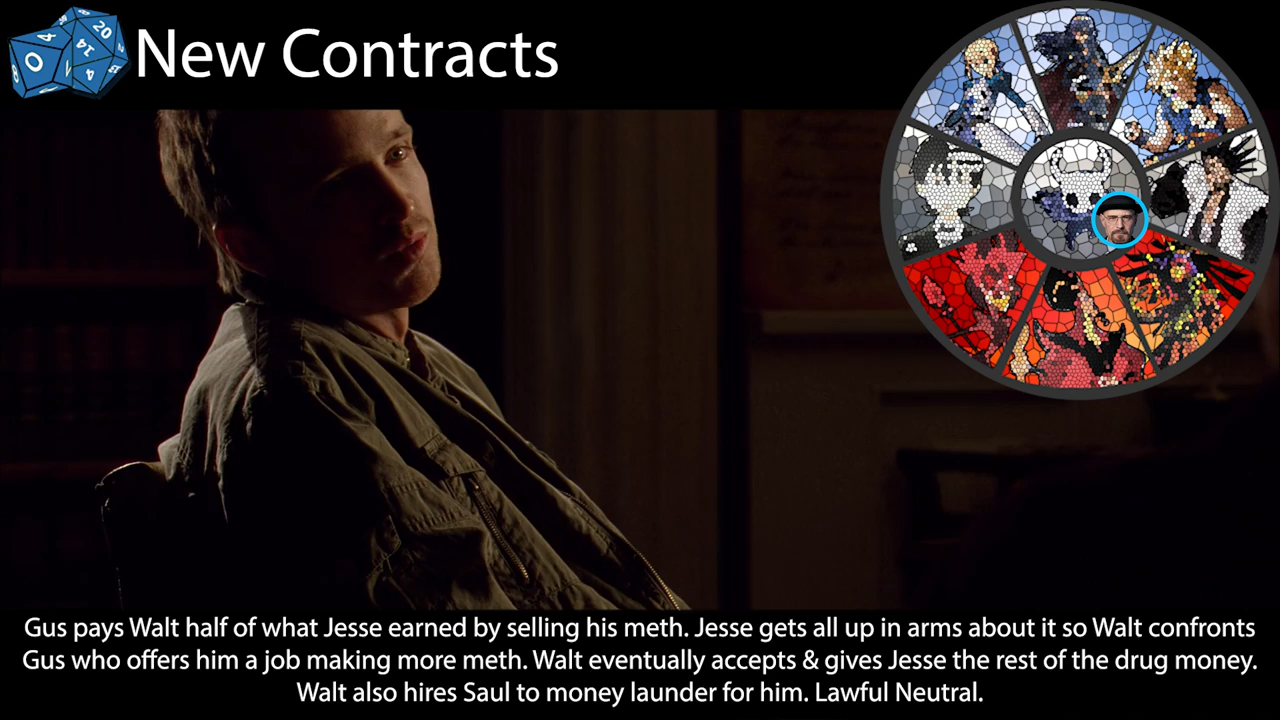 New Contracts
Gus pays Walt half of what Jesse earned by selling his meth. Jesse gets all up in arms about it so Walt confronts
Gus who offers him a job making more meth. Walt eventually accepts & gives Jesse the rest of the drug money.
Walt also hires Saul to money launder for him. Lawful Neutral.